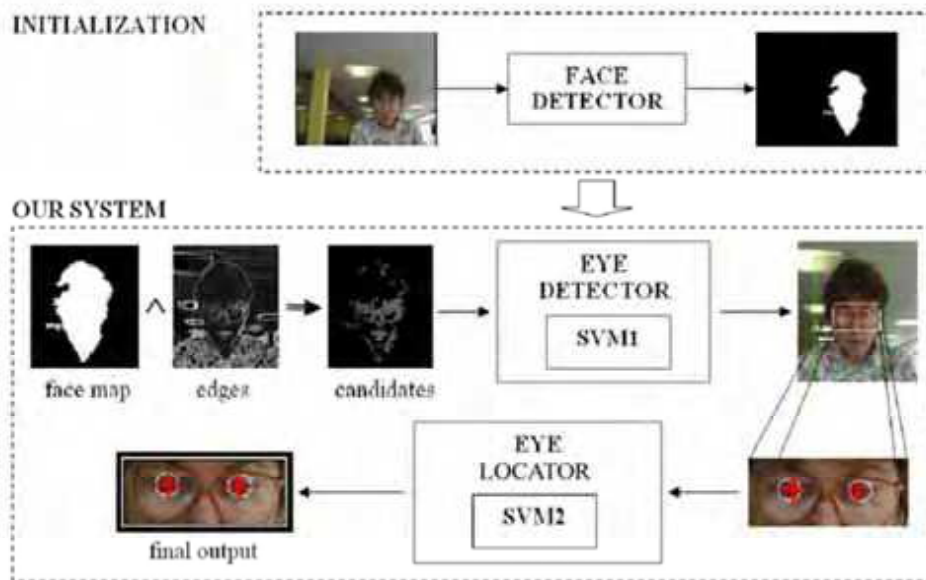 INITIALIZATION
FACE
DETECTOR
OUR SYSTEM
^
EYE
DETECTOR
SVM1
face map
edges
candidates
EYE
LOCATOR
SVM2
final output